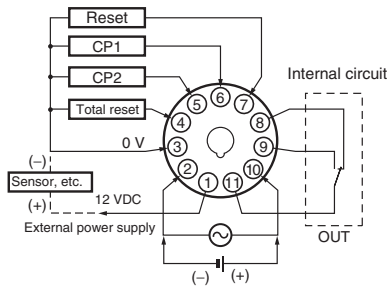 Reset
CP1
CP2
Total reset
Internal circuit
6
5
7
4
8
0 V
3
9
2
10
1
11
(−)
Sensor, etc.
(+)
12 VDC
External power supply
OUT
(−)
(+)